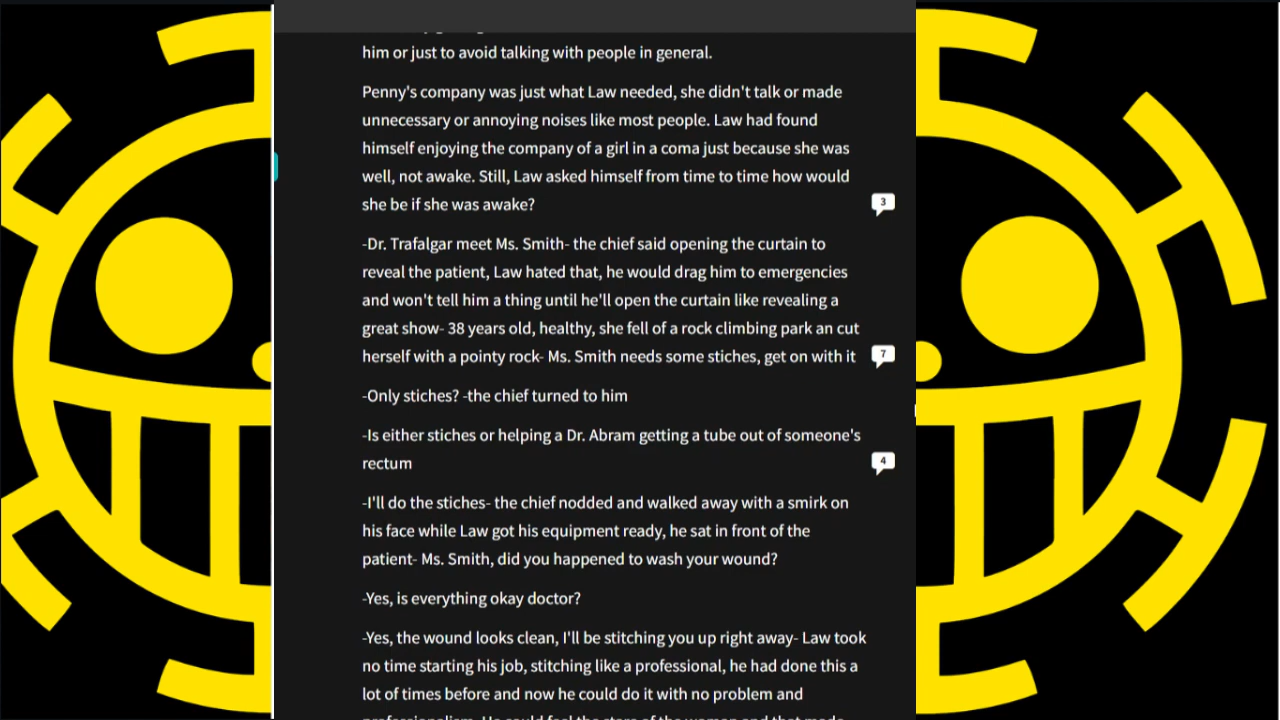 him or just to avoid talking with people in general.
Penny's company was just what Law needed, she didn't talk or made
unnecessary or annoying noises like most people. Law had found
himself enjoying the company of a girl in a coma just because she was
well, not awake. Still, Law asked himself from time to time how would
she be if she was awake?
3
-Dr. Trafalgar meet Ms. Smith- the chief said opening the curtain to
reveal the patient, Law hated that, he would drag him to emergencies
and won't tell him a thing until he'll open the curtain like revealing a
great show- 38 years old, healthy, she fell of a rock climbing park an cut
herself with a pointy rock- Ms. Smith needs some stiches, get on with it
7
-Only stiches? -the chief turned to him
-Is either stiches or helping a Dr. Abram getting a tube out of someone's
rectum
4
-I'll do the stiches- the chief nodded and walked away with a smirk on
his face while Law got his equipment ready, he sat in front of the
patient- Ms. Smith, did you happened to wash your wound?
-Yes, is everything okay doctor?
-Yes, the wound looks clean, I'll be stitching you up right away- Law took
no time starting his job, stitching like a professional, he had done this a
lot of times before and now he could do it with no problem and
professionalism. He could feel the stare of the woman and that made